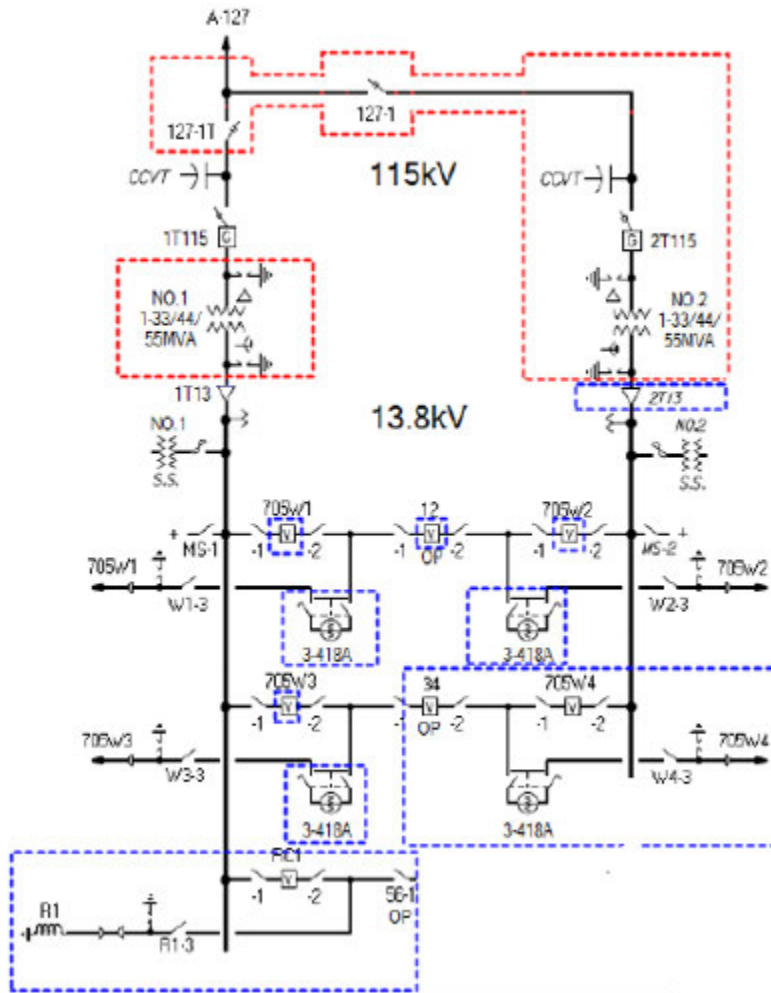 A-127
127-1
127-1T
CCVT
115kV
CCVT
1T115
G
G
2T115
NO.1
1-33/44/
55MVA
NO.2
1-33/44/
55MVA
1T13
13.8kV
2T13
NO.1
S.S.
NO.2
S.S.
705W1
12
705W2
V
V
V
+
MS-1
-1
-2
-1
OP
-2
-1
-2
MS-2
+
705W1
W1-3
W2-3
705W2
3-418A
3-418A
705W3
34
705W4
V
V
V
-1
-2
-1
OP
-2
-1
-2
705W3
W3-3
W4-3
705W4
3-418A
3-418A
RC1
V
-1
-2
56-1
OP
R1
R1-3